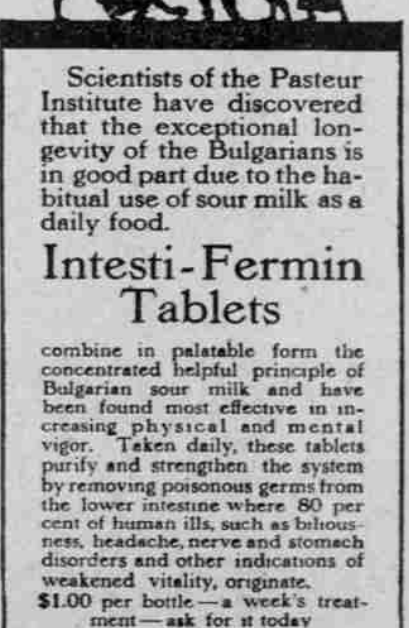 Scientists of the Pasteur
Institute have discovered
that the exceptional lon-
gevity of the Bulgarians is
in good part due to the ha-
bitual use of sour milk as a
daily food.
Intesti-Fermin
Tablets
combine in palatable form the
concentrated helpful principle of
Bulgarian sour milk and have
been found most effective in in-
creasing physical and mental
vigor. Taken daily, these tablets
purify and strengthen the system
by removing poisonous germs from
the lower intestine where 80 per
cent of human ills, such as bilious-
ness, headache, nerve and stomach
disorders and other indications of
weakened vitality, originate.
$1.00 per bottle—a week's treat-
ment—ask for it today